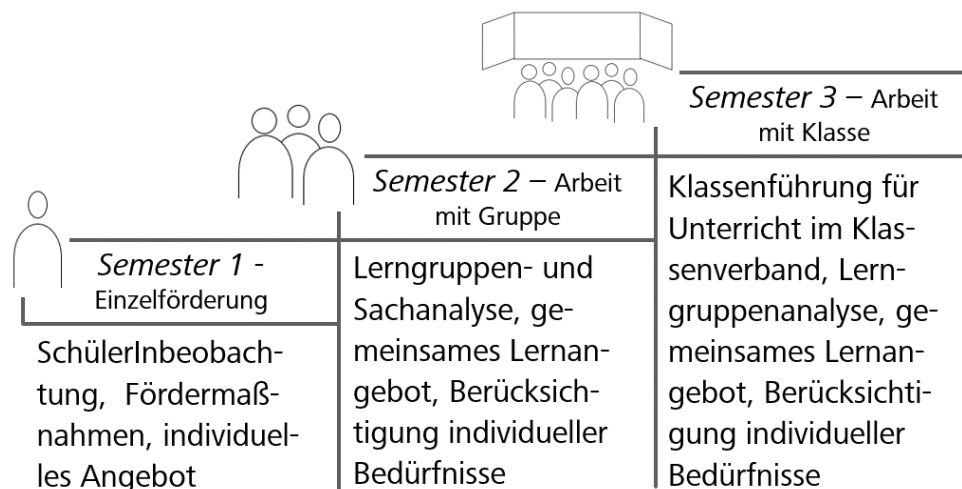 Semester 1 -
Einzelförderung
SchülerInbeobach-
tung, Fördermaß-
nahmen, individuel-
les Angebot
Semester 2 – Arbeit
mit Gruppe
Lerngruppen- und
Sachanalyse, ge-
meinsames Lernan-
gebot, Berücksich-
tigung individueller
Bedürfnisse
Semester 3 – Arbeit
mit Klasse
Klassenführung für
Unterricht im Klas-
senverband, Lern-
gruppenanalyse, ge-
meinsames Lernan-
gebot, Berücksichti-
gung individueller
Bedürfnisse